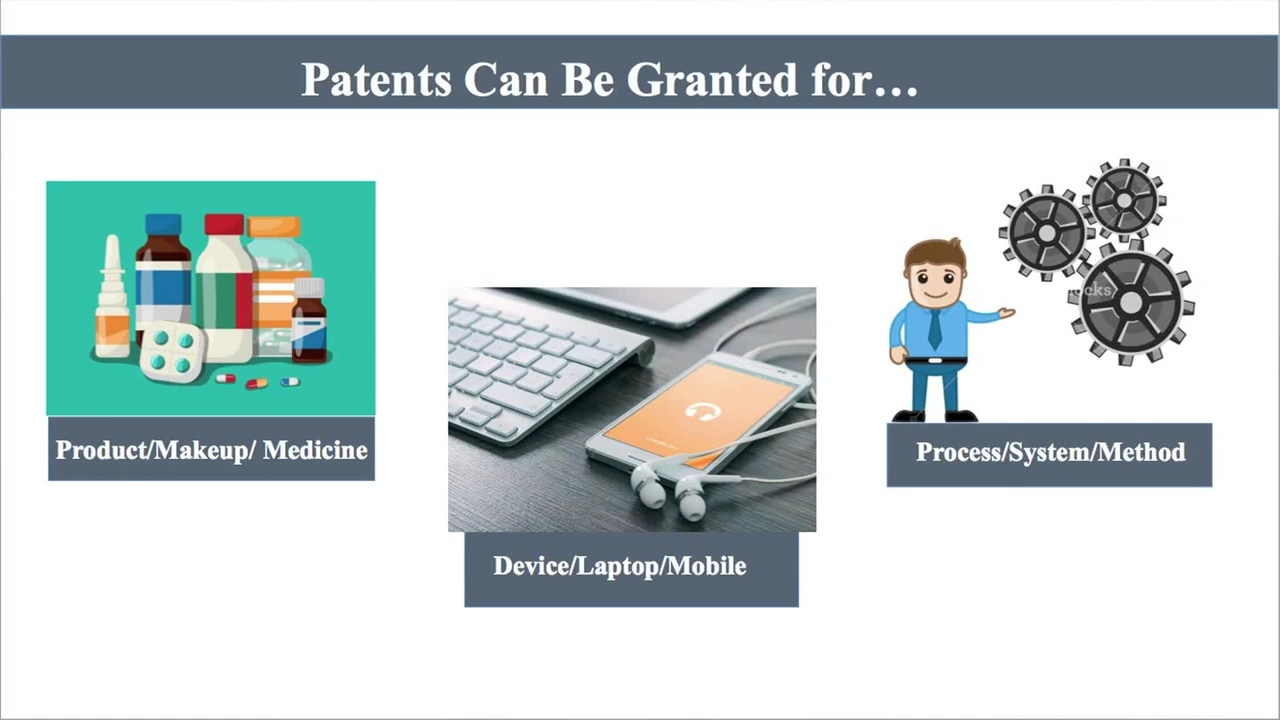 Patents Can Be Granted for…
Product/Makeup/ Medicine
Device/Laptop/Mobile
Process/System/Method